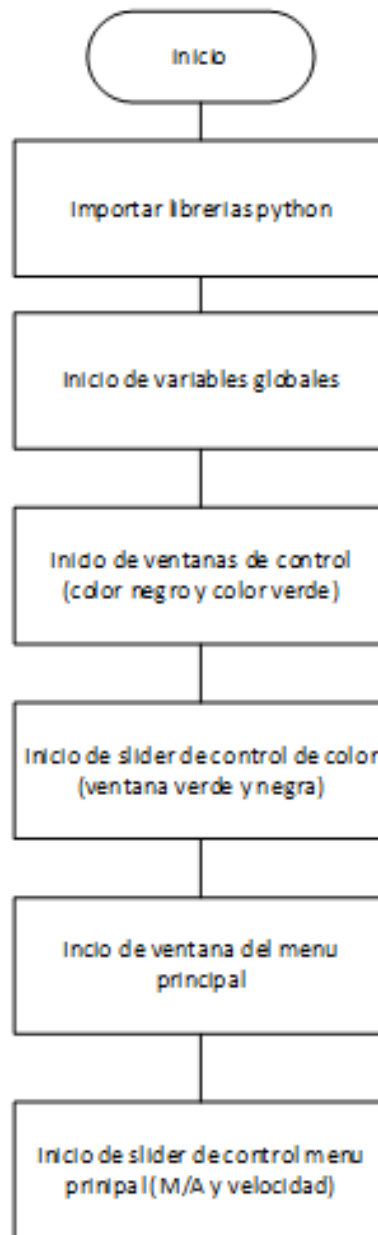 Inicio
Importar librerias python
Inicio de variables globales
Inicio de ventanas de control
(color negro y color verde)
Inicio de slider de control de color
(ventana verde y negra)
Incio de ventana del menu
principal
Inicio de slider de control menu
prinipal (M/A y velocidad)